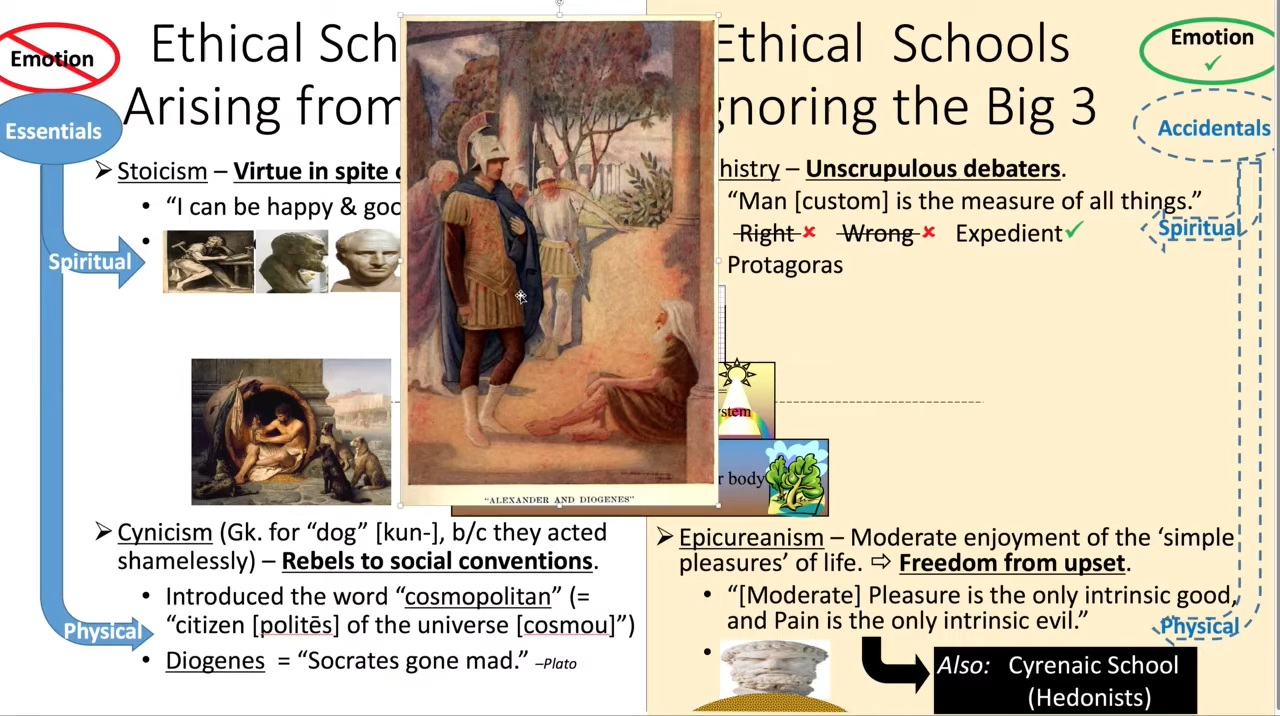 Emotion
Ethical Sch
Arising from
Essentials
Stoicism – Virtue in spite
"I can be happy &
Spiritual
Cynicism (Gk. for "dog" [kun-], b/c they acted
shamelessly) – Rebels to social conventions.
Introduced the word "cosmopolitan" (=
"citizen [politēs] of the universe [cosmou]")
Physical
Diogenes = "Socrates gone mad." –Plato
"ALEXANDER AND DIOGENES"
Ethical Schools
gnoring the Big 3
Emotion
✓
Accidentals
histry – Unscrupulous debaters.
"Man [custom] is the measure of all things."
Right ✘ Wrong ✘ Expedient ✓
Spiritual
Protagoras
ystem
r body
Epicureanism – Moderate enjoyment of the 'simple
pleasures' of life. ⇨ Freedom from upset.
"[Moderate] Pleasure is the only intrinsic good,
and Pain is the only intrinsic evil."
Physical
Also: Cyrenaic School
(Hedonists)